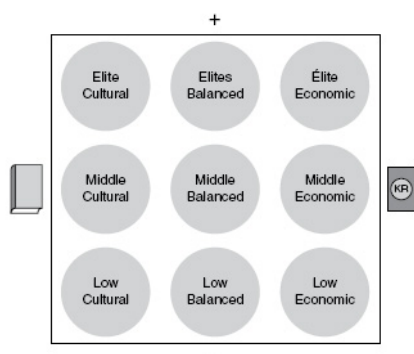 +
Elite
Cultural
Elites
Balanced
Élite
Economic
Middle
Cultural
Middle
Balanced
Middle
Economic
KR
Low
Cultural
Low
Balanced
Low
Economic